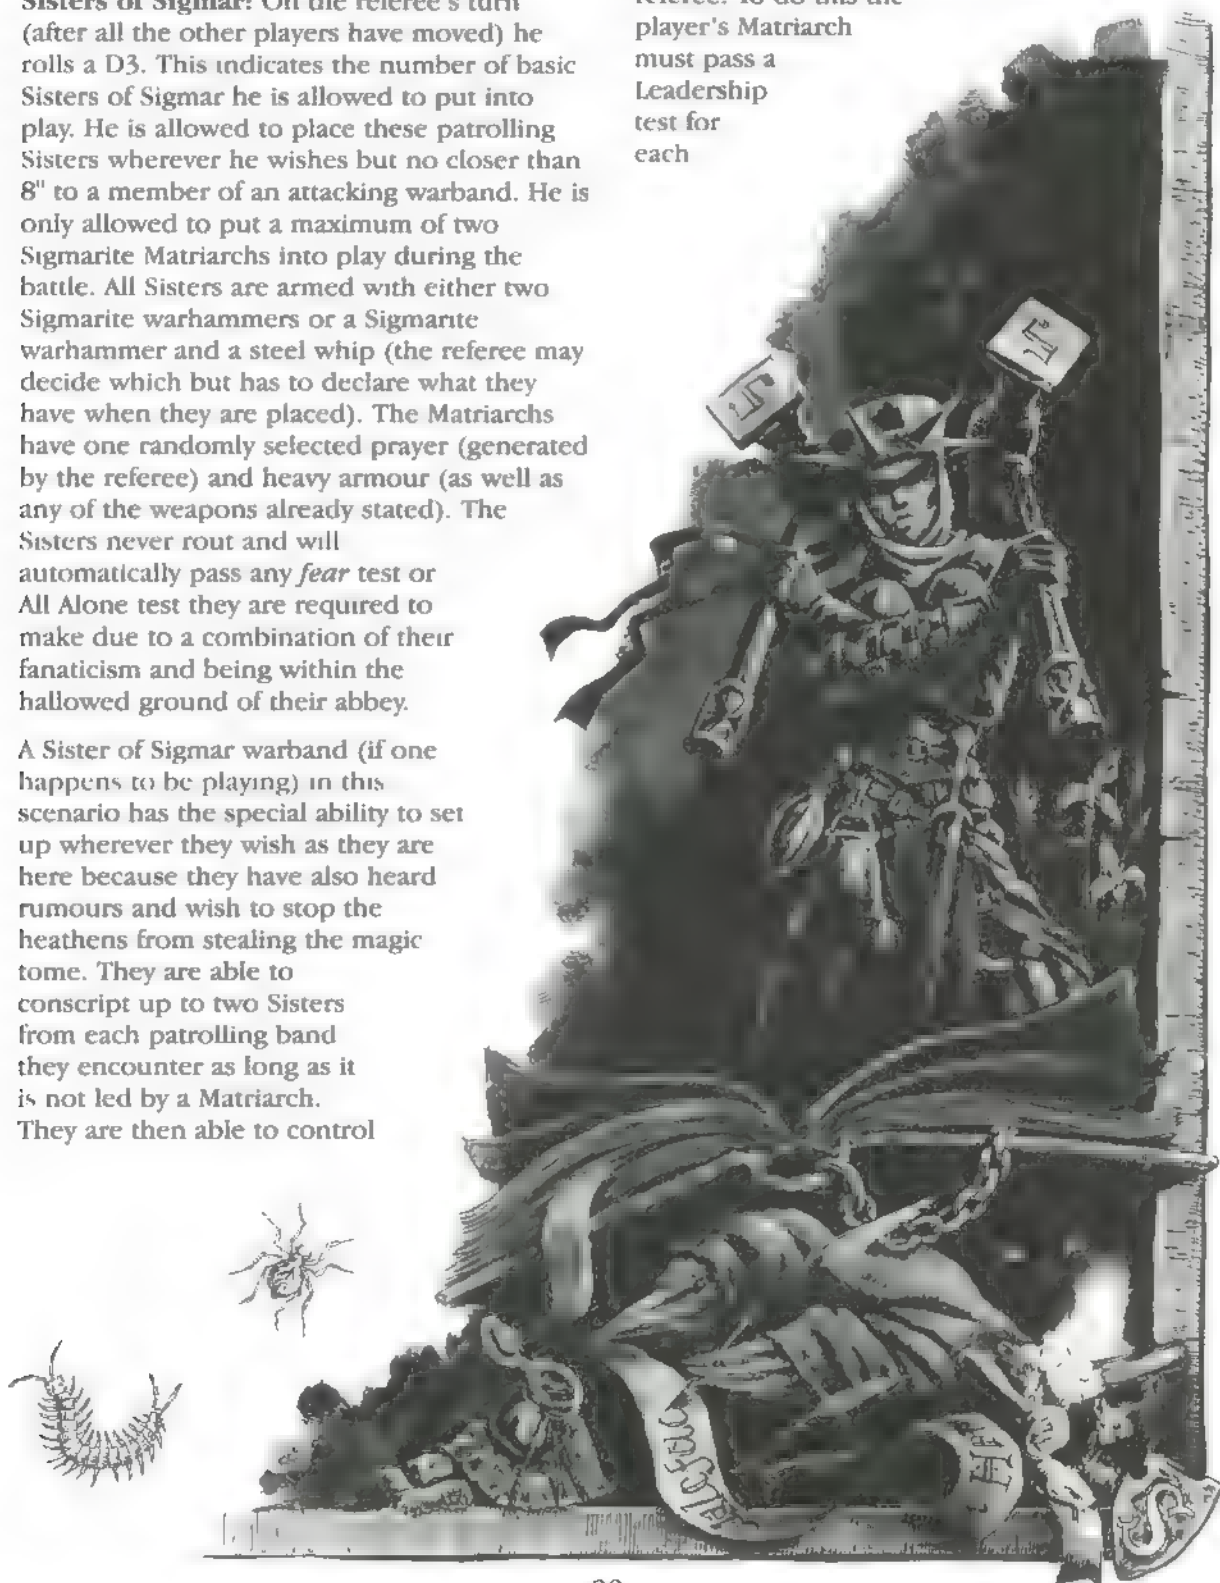 Sisters of Sigmar: On the referee's turn
(after all the other players have moved) he
rolls a D3. This indicates the number of basic
Sisters of Sigmar he is allowed to put into
play. He is allowed to place these patrolling
Sisters wherever he wishes but no closer than
8" to a member of an attacking warband. He is
only allowed to put a maximum of two
Sigmarite Matriarchs into play during the
battle. All Sisters are armed with either two
Sigmarite warhammers or a Sigmarite
warhammer and a steel whip (the referee may
decide which but has to declare what they
have when they are placed). The Matriarchs
have one randomly selected prayer (generated
by the referee) and heavy armour (as well as
any of the weapons already stated). The
Sisters never rout and will
automatically pass any fear test or
All Alone test they are required to
make due to a combination of their
fanaticism and being within the
hallowed ground of their abbey.
A Sister of Sigmar warband (if one
happens to be playing) in this
scenario has the special ability to set
up wherever they wish as they are
here because they have also heard
rumours and wish to stop the
heathens from stealing the magic
tome. They are able to
conscript up to two Sisters
from each patrolling band
they encounter as long as it
is not led by a Matriarch.
They are then able to control
referee. To do this the
player's Matriarch
must pass a
Leadership
test for
each
S